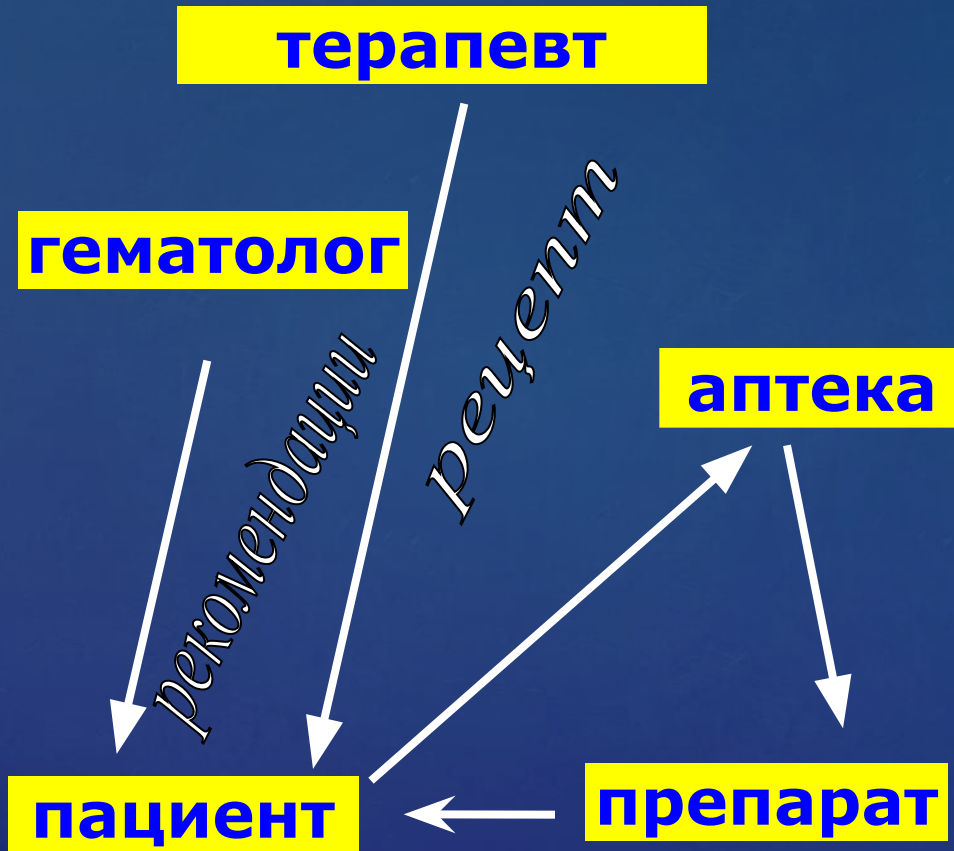 терапевт
гематолог
рецепт
рекомендации
аптека
пациент
препарат